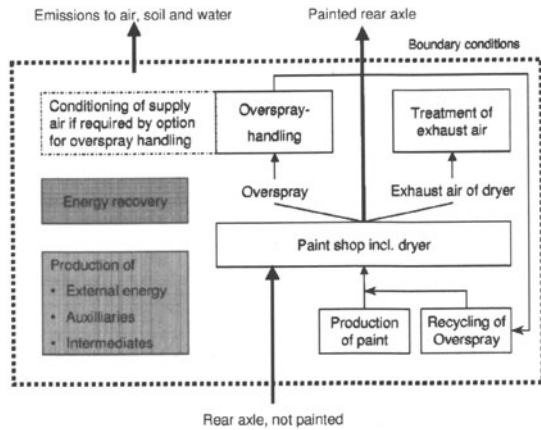 Emissions to air, soil and water
Painted rear axle
Boundary conditions
Conditioning of supply
air if required by option
for overspray handling
Overspray-
handling
Treatment of
exhaust air
Energy recovery
Overspray
Exhaust air of dryer
Paint shop incl. dryer
Production of
• External energy
• Auxilliaries
• Intermediates
Production
of paint
Recycling of
Overspray
Rear axle, not painted